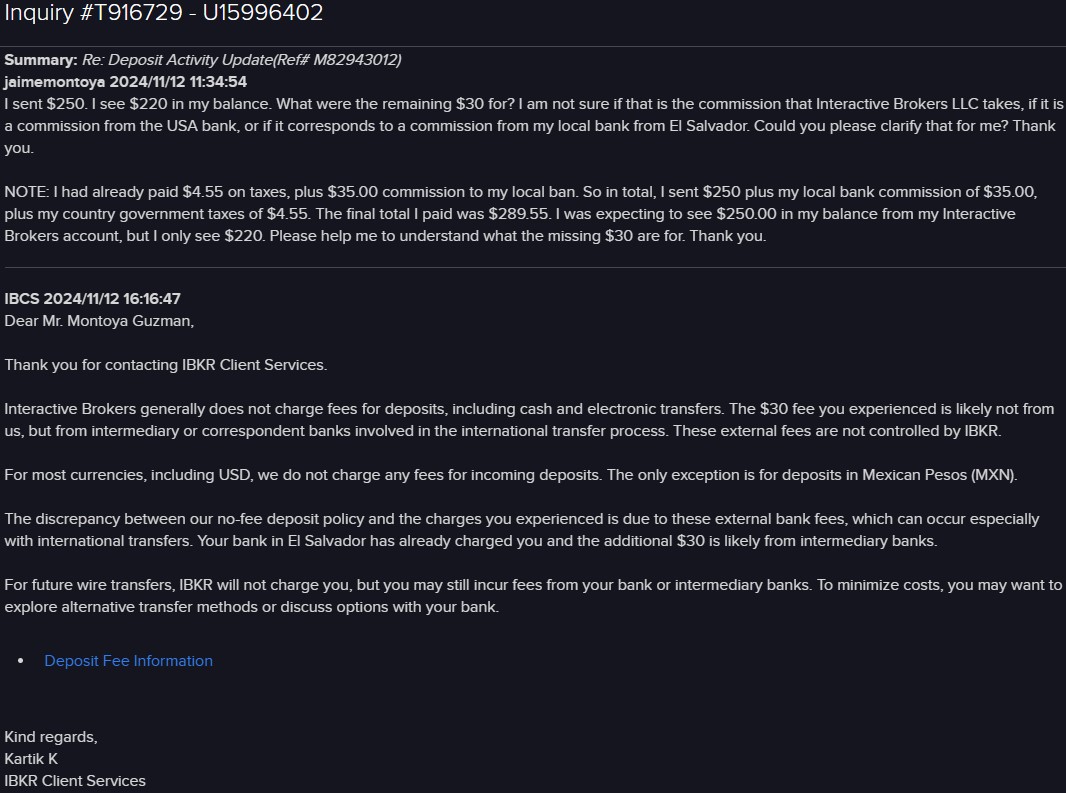 Inquiry #T916729 - U15996402
Summary: Re: Deposit Activity Update(Ref# M82943012)
jaimemontoya 2024/11/12 11:34:54
I sent $250. I see $220 in my balance. What were the remaining $30 for? I am not sure if that is the commission that Interactive Brokers LLC takes, if it is
a commission from the USA bank, or if it corresponds to a commission from my local bank from El Salvador. Could you please clarify that for me? Thank
you.
NOTE: I had already paid $4.55 on taxes, plus $35.00 commission to my local ban. So in total, I sent $250 plus my local bank commission of $35.00,
plus my country government taxes of $4.55. The final total I paid was $289.55. I was expecting to see $250.00 in my balance from my Interactive
Brokers account, but I only see $220. Please help me to understand what the missing $30 are for. Thank you.
IBCS 2024/11/12 16:16:47
Dear Mr. Montoya Guzman,
Thank you for contacting IBKR Client Services.
Interactive Brokers generally does not charge fees for deposits, including cash and electronic transfers. The $30 fee you experienced is likely not from
us, but from intermediary or correspondent banks involved in the international transfer process. These external fees are not controlled by IBKR.
For most currencies, including USD, we do not charge any fees for incoming deposits. The only exception is for deposits in Mexican Pesos (MXN).
The discrepancy between our no-fee deposit policy and the charges you experienced is due to these external bank fees, which can occur especially
with international transfers. Your bank in El Salvador has already charged you and the additional $30 is likely from intermediary banks.
For future wire transfers, IBKR will not charge you, but you may still incur fees from your bank or intermediary banks. To minimize costs, you may want to
explore alternative transfer methods or discuss options with your bank.
• Deposit Fee Information
Kind regards,
Kartik K
IBKR Client Services